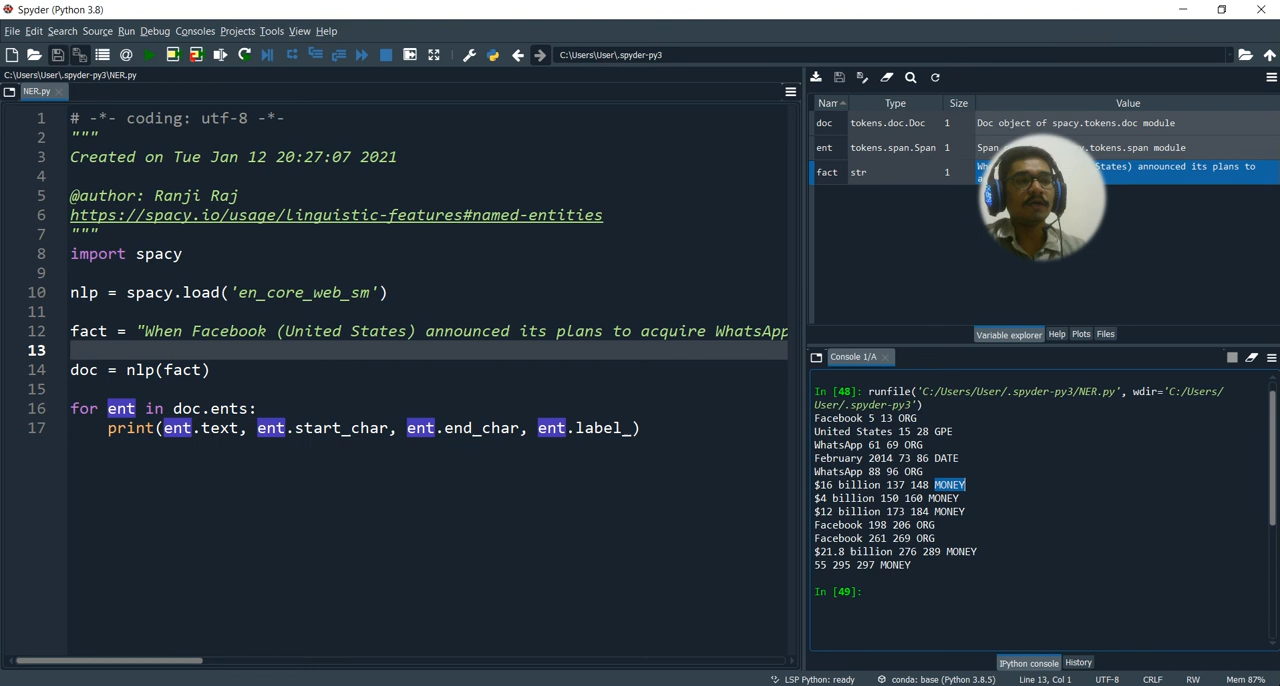 Spyder (Python 3.8)
File Edit Search Source Run Debug Consoles Projects Tools View Help
C:\Users\User\.spyder-py3
C:\Users\User\.spyder-py3\NER.py
NER.py
1 # -*- coding: utf-8 -*-
2 """
3 Created on Tue Jan 12 20:27:07 2021
4
5 @author: Ranji Raj
6 https://spacy.io/usage/linguistic-features#named-entities
7 """
8 import spacy
9
10 nlp = spacy.load('en_core_web_sm')
11
12 fact = "When Facebook (United States) announced its plans to acquire WhatsApp
13
14 doc = nlp(fact)
15
16 for ent in doc.ents:
17 print(ent.text, ent.start_char, ent.end_char, ent.label_)
Nam Type Size Value
doc tokens.doc.Doc 1 Doc object of spacy.tokens.doc module
ent tokens.span.Span 1 Span .tokens.span module
fact str 1 States) announced its plans to
Variable explorer Help Plots Files
Console 1/A
In [48]: runfile('C:/Users/User/.spyder-py3/NER.py', wdir='C:/Users/
User/.spyder-py3')
Facebook 5 13 ORG
United States 15 28 GPE
WhatsApp 61 69 ORG
February 2014 73 86 DATE
WhatsApp 88 96 ORG
$16 billion 137 148 MONEY
$4 billion 150 160 MONEY
$12 billion 173 184 MONEY
Facebook 198 206 ORG
Facebook 261 269 ORG
$21.8 billion 276 289 MONEY
55 295 297 MONEY
In [49]:
IPython console History
LSP Python: ready conda: base (Python 3.8.5) Line 13, Col 1 UTF-8 CRLF RW Mem 87%